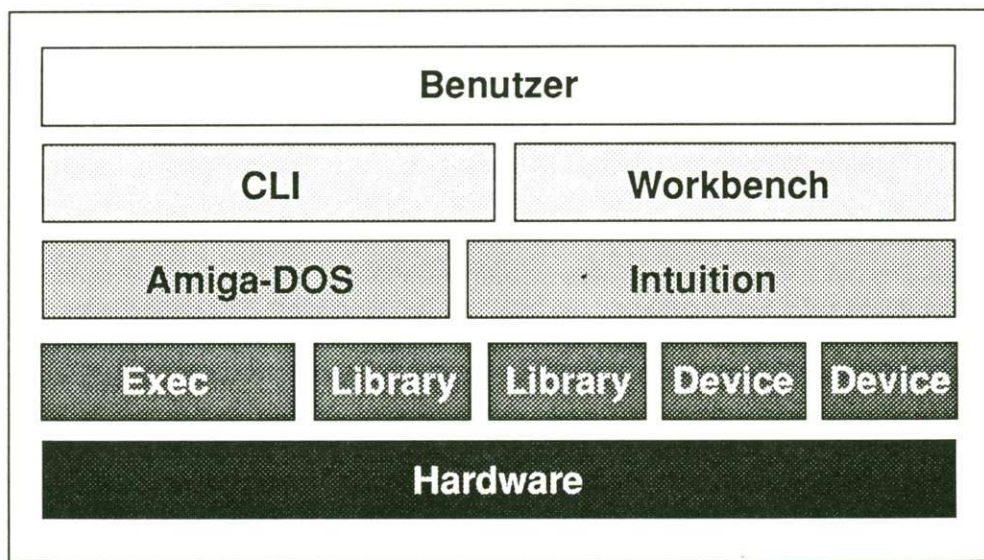 Benutzer
CLI Workbench
Amiga-DOS Intuition
Exec Library Library Device Device
Hardware